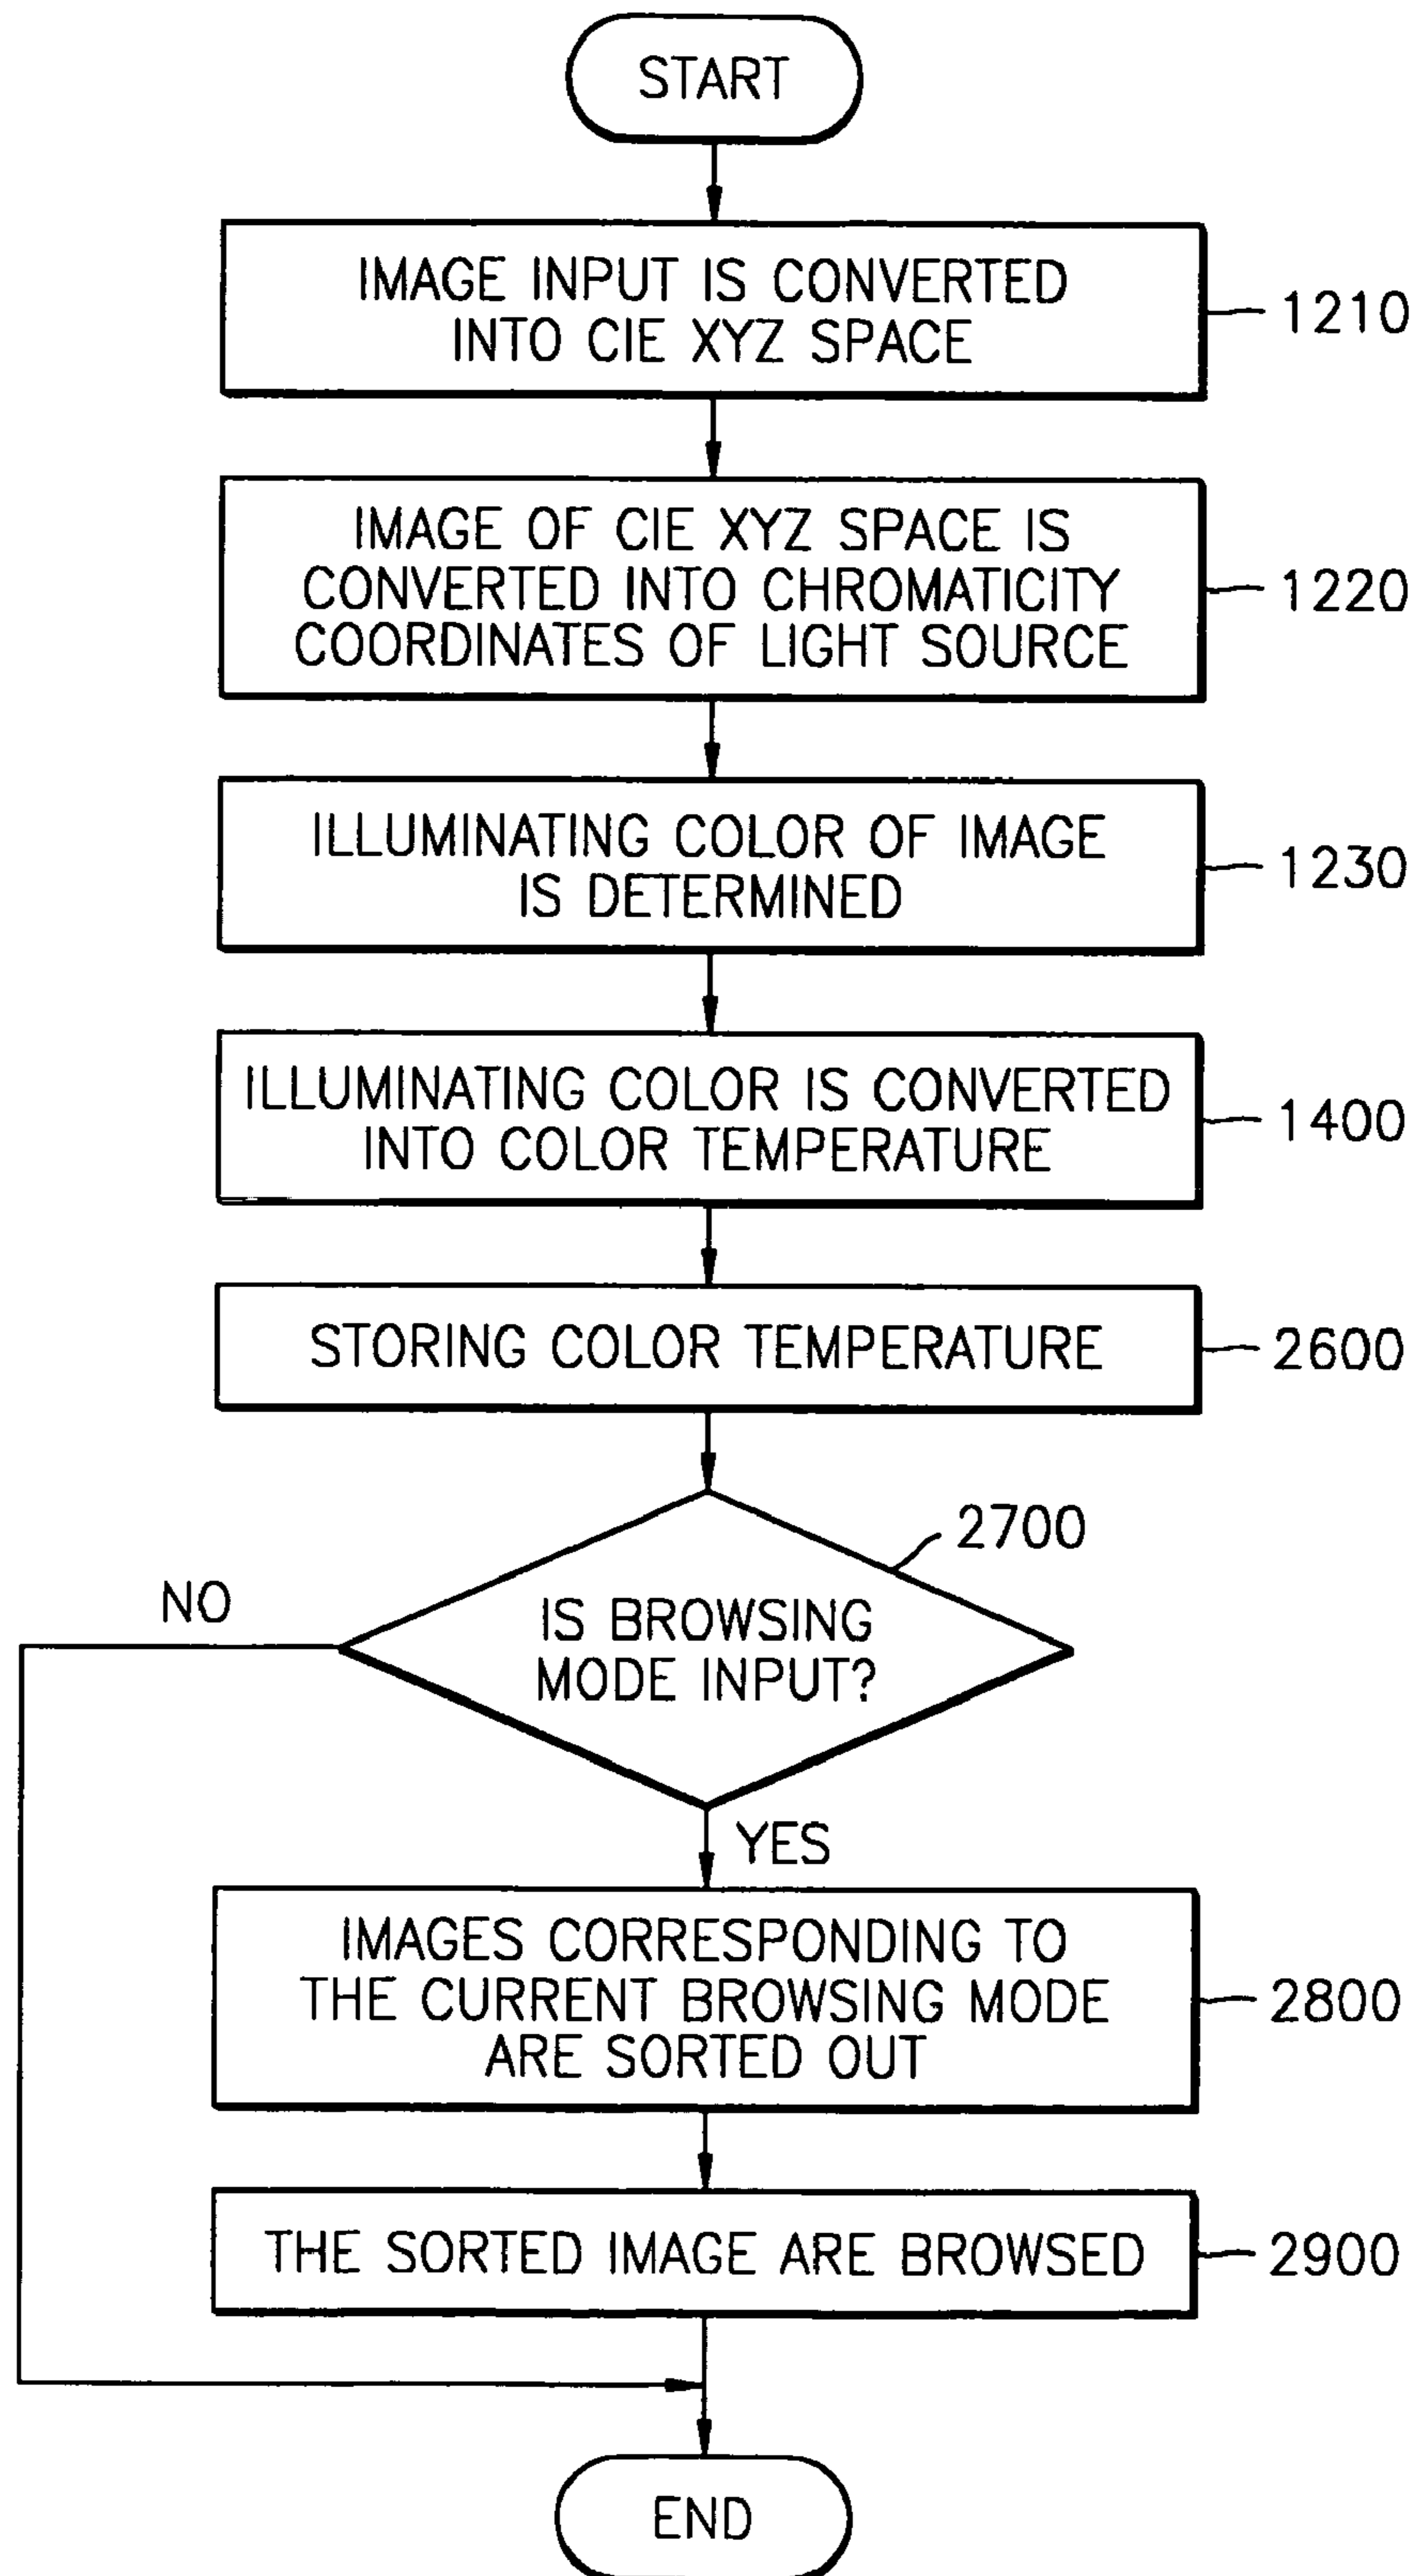 START
IMAGE INPUT IS CONVERTED
INTO CIE XYZ SPACE
1210
IMAGE OF CIE XYZ SPACE IS
CONVERTED INTO CHROMATICITY
COORDINATES OF LIGHT SOURCE
1220
ILLUMINATING COLOR OF IMAGE
IS DETERMINED
1230
ILLUMINATING COLOR IS CONVERTED
INTO COLOR TEMPERATURE
1400
STORING COLOR TEMPERATURE
2600
2700
NO
IS BROWSING
MODE INPUT?
YES
IMAGES CORRESPONDING TO
THE CURRENT BROWSING MODE
ARE SORTED OUT
2800
THE SORTED IMAGE ARE BROWSED
2900
END